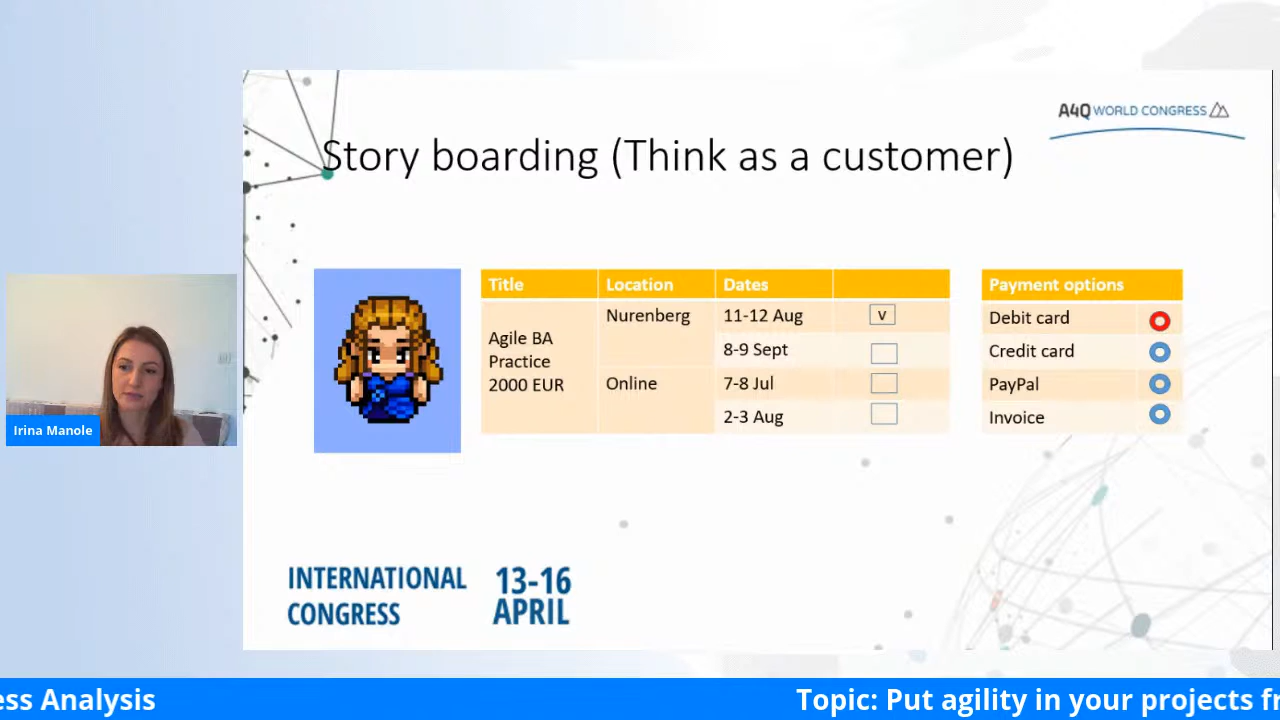 A4Q WORLD CONGRESS
Story boarding (Think as a customer)
Title Location Dates
Agile BA
Practice
2000 EUR
Nurenberg
Online
11-12 Aug v
8-9 Sept
7-8 Jul
2-3 Aug
Payment options
Debit card
Credit card
PayPal
Invoice
Irina Manole
INTERNATIONAL
CONGRESS
13-16
APRIL
ess Analysis
Topic: Put agility in your projects fr